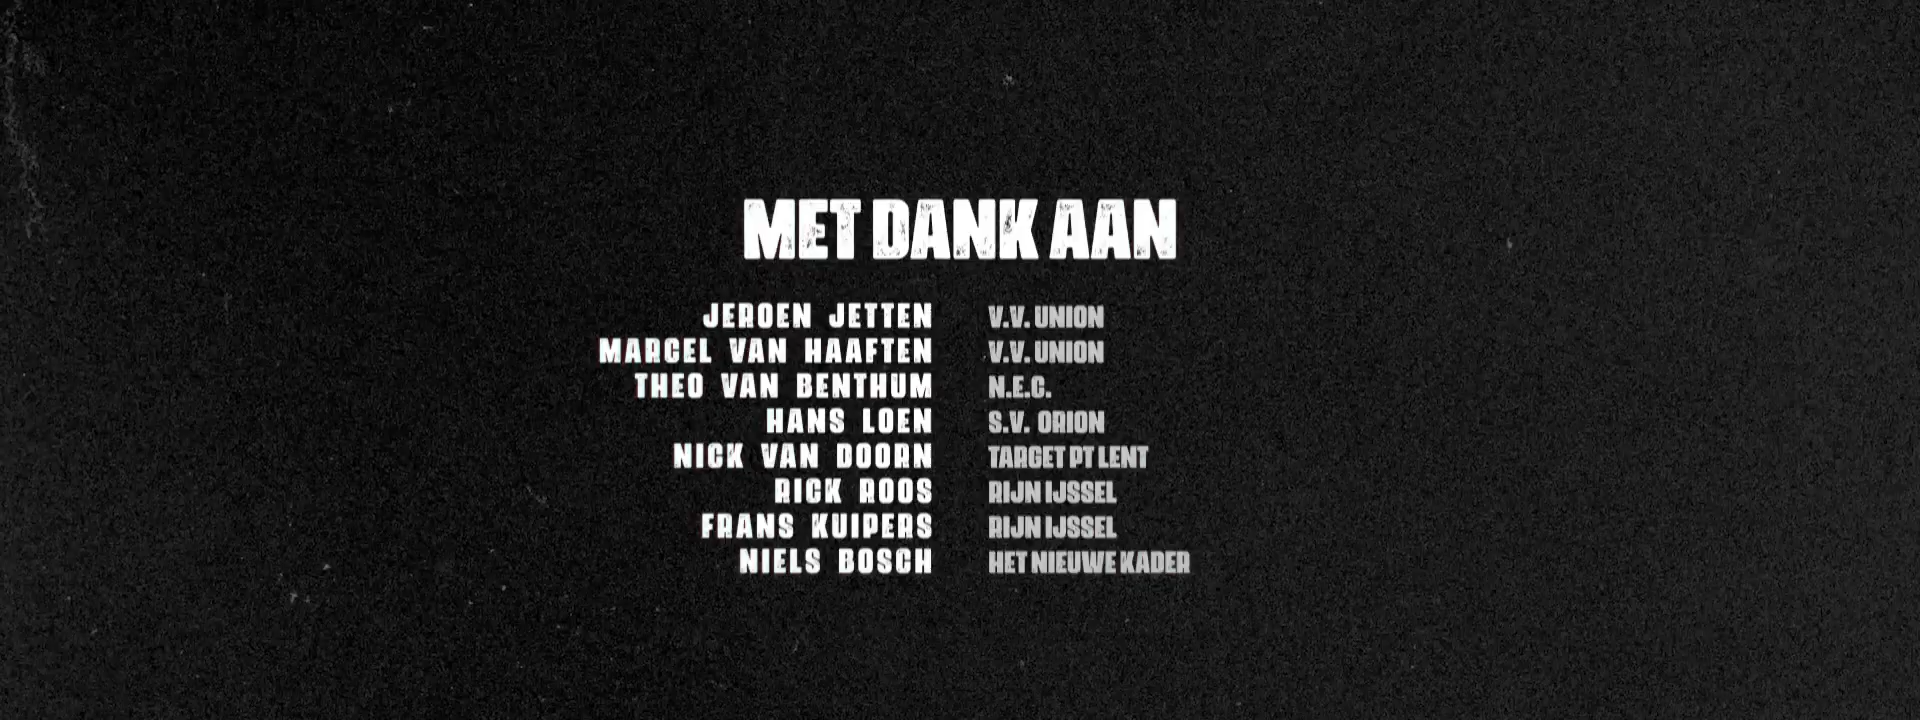 MET DANK AAN
JEROEN JETTEN V.V. UNION
MARCEL VAN HAAFTEN V.V. UNION
THEO VAN BENTHUM N.E.C.
HANS LOEN S.V. ORION
NICK VAN DOORN TARGET PT LENT
RICK ROOS RIJN IJSSEL
FRANS KUIPERS RIJN IJSSEL
NIELS BOSCH HET NIEUWE KADER